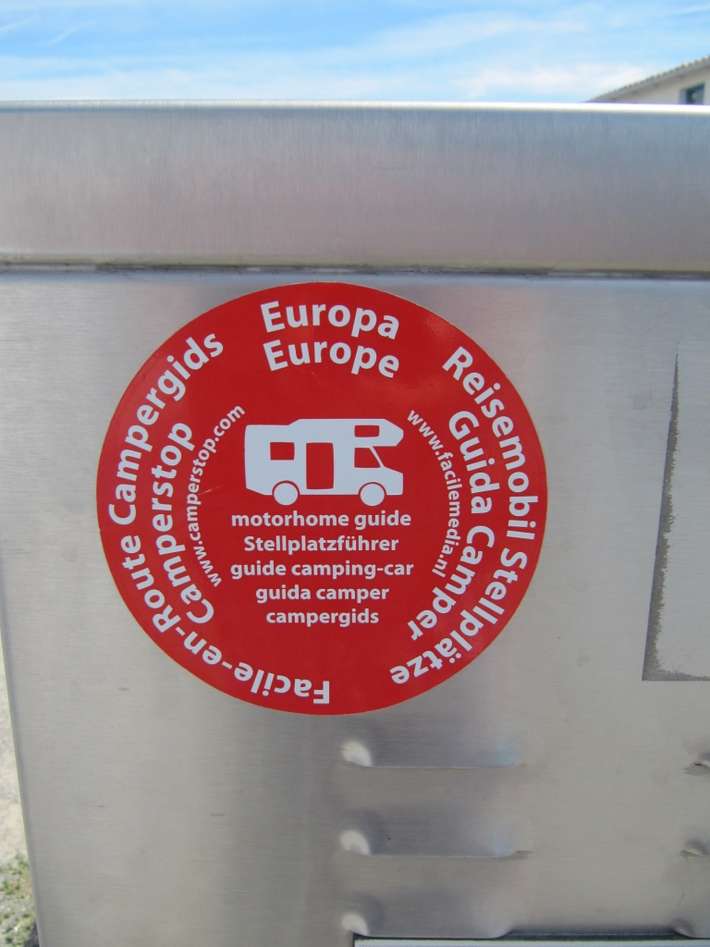 Europa
Europe
Facile-en-Route Campergids
Camperstop
www.camperstop.com
Reisemobil Stellplätze
Guida Camper
www.facilemedia.nl
motorhome guide
Stellplatzführer
guide camping-car
guida camper
campergids